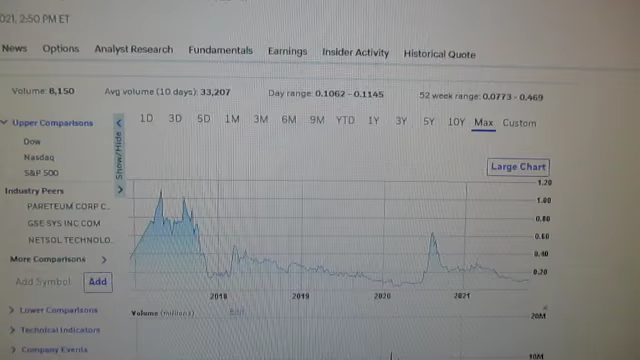 021, 2:50 PM ET
News Options Analyst Research Fundamentals Earnings Insider Activity Historical Quote
Volume: 8,150 Avg volume (10 days): 33,207 Day range: 0.1062 - 0.1145 52 week range: 0.0773 - 0.469
Upper Comparisons
Dow
Nasdaq
S&P 500
Industry Peers
PARETEUM CORP C..
GSE SYS INC COM
NETSOL TECHNOLO..
More Comparisons
Add Symbol Add
Lower Comparisons
Technical Indicators
Company Events
Show/Hide
1D 3D 5D 1M 3M 6M 9M YTD 1Y 3Y 5Y 10Y Max Custom
Large Chart
1.20
1.00
0.80
0.60
0.40
0.20
2018 2019 2020 2021
Volume (millions) Edit
20M
10M